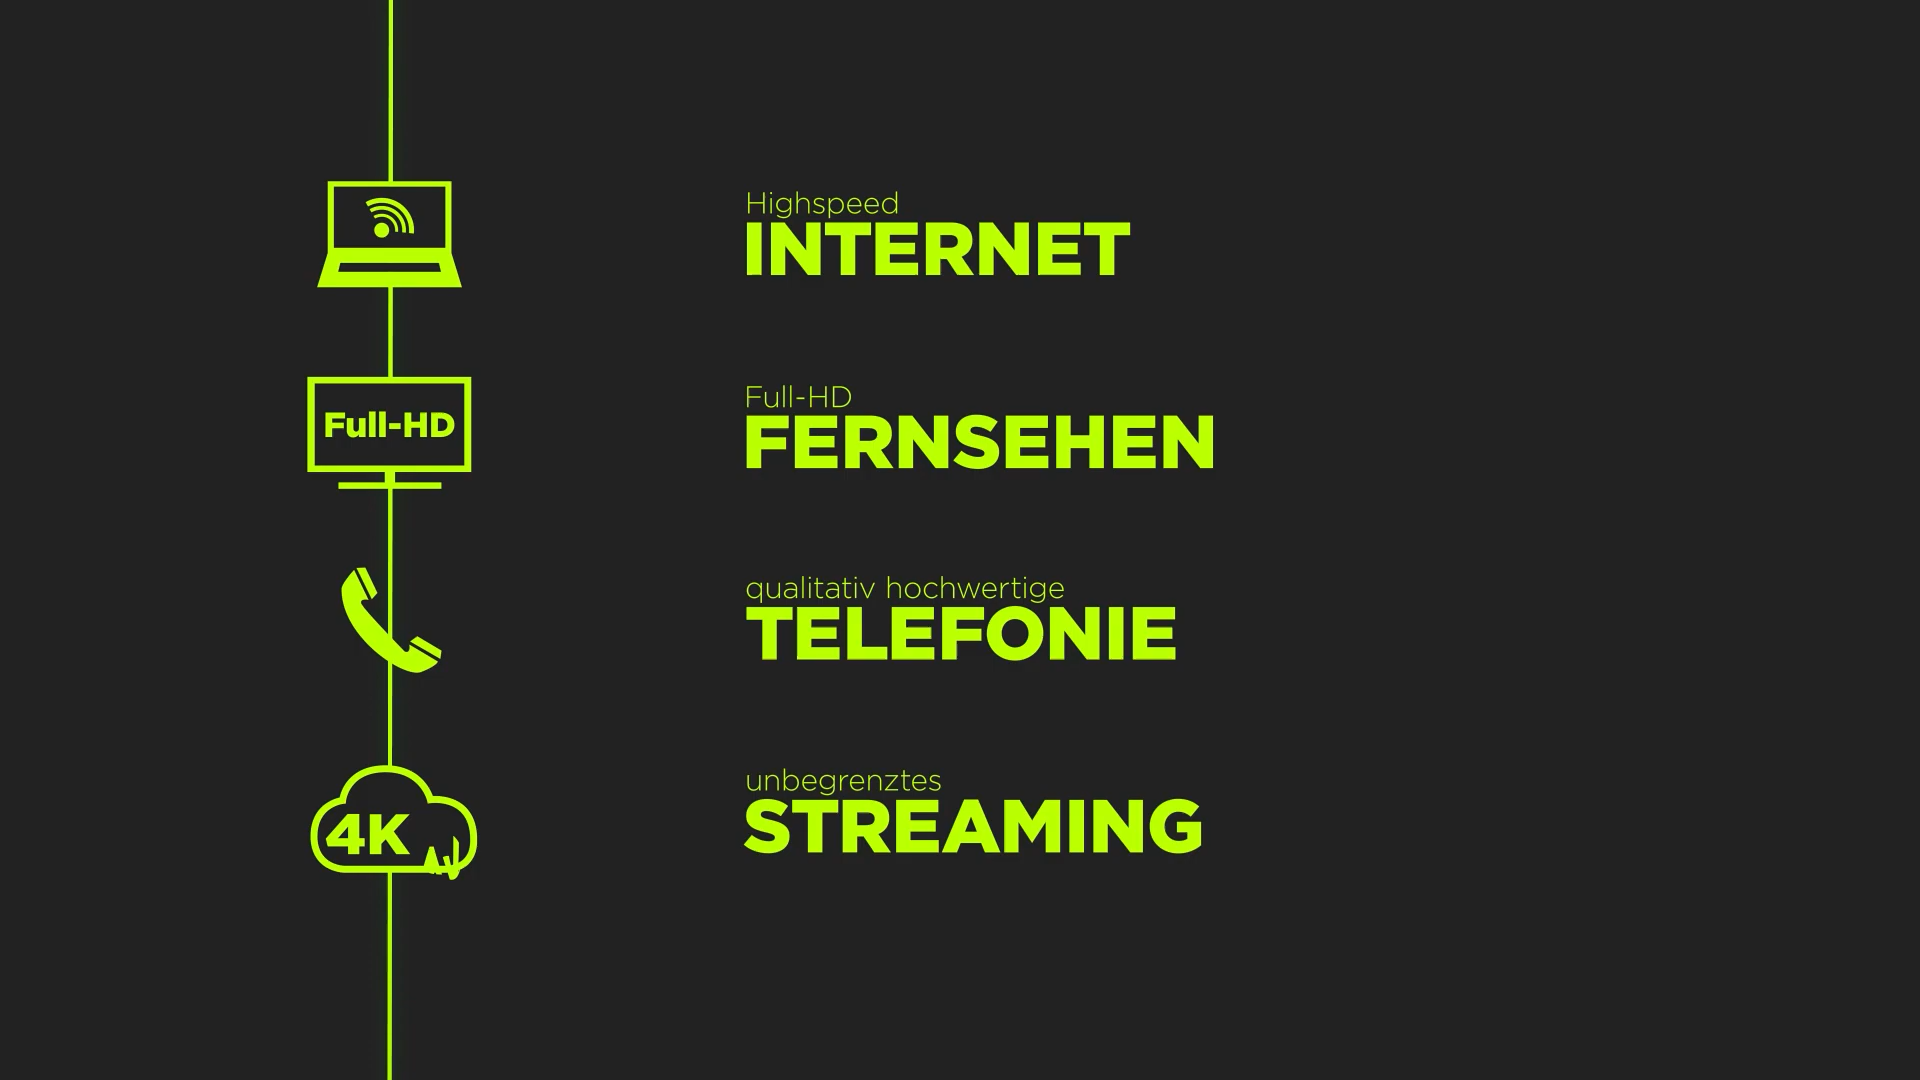 Highspeed
INTERNET
Full-HD
Full-HD
FERNSEHEN
qualitativ hochwertige
TELEFONIE
unbegrenztes
4K
STREAMING